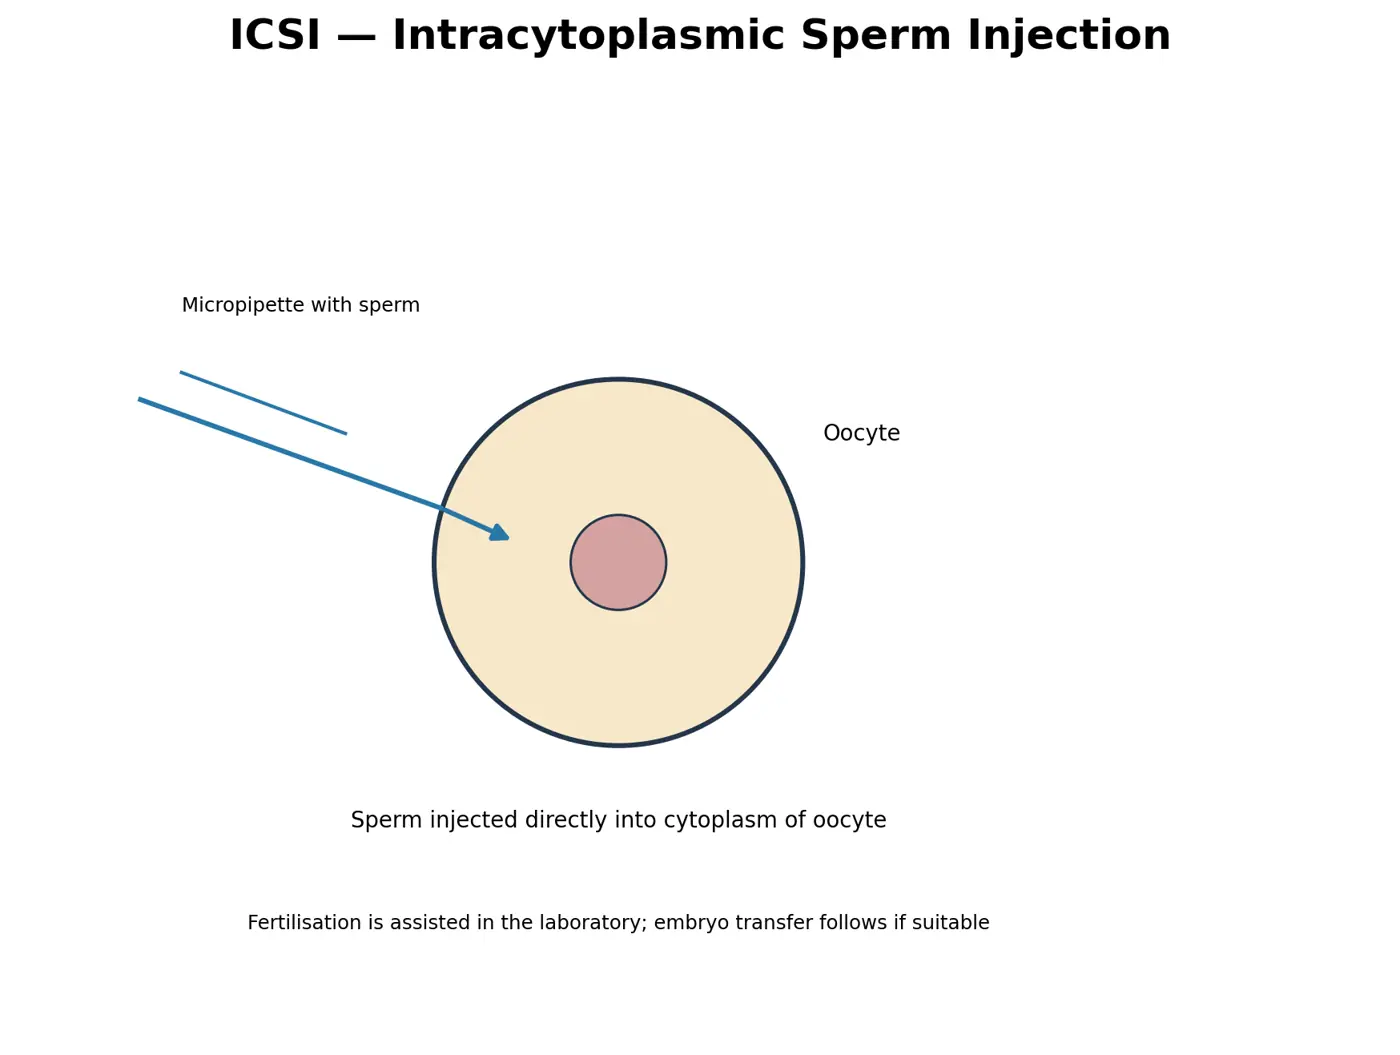 ICSI — Intracytoplasmic Sperm Injection
Micropipette with sperm
Oocyte
Sperm injected directly into cytoplasm of oocyte
Fertilisation is assisted in the laboratory; embryo transfer follows if suitable